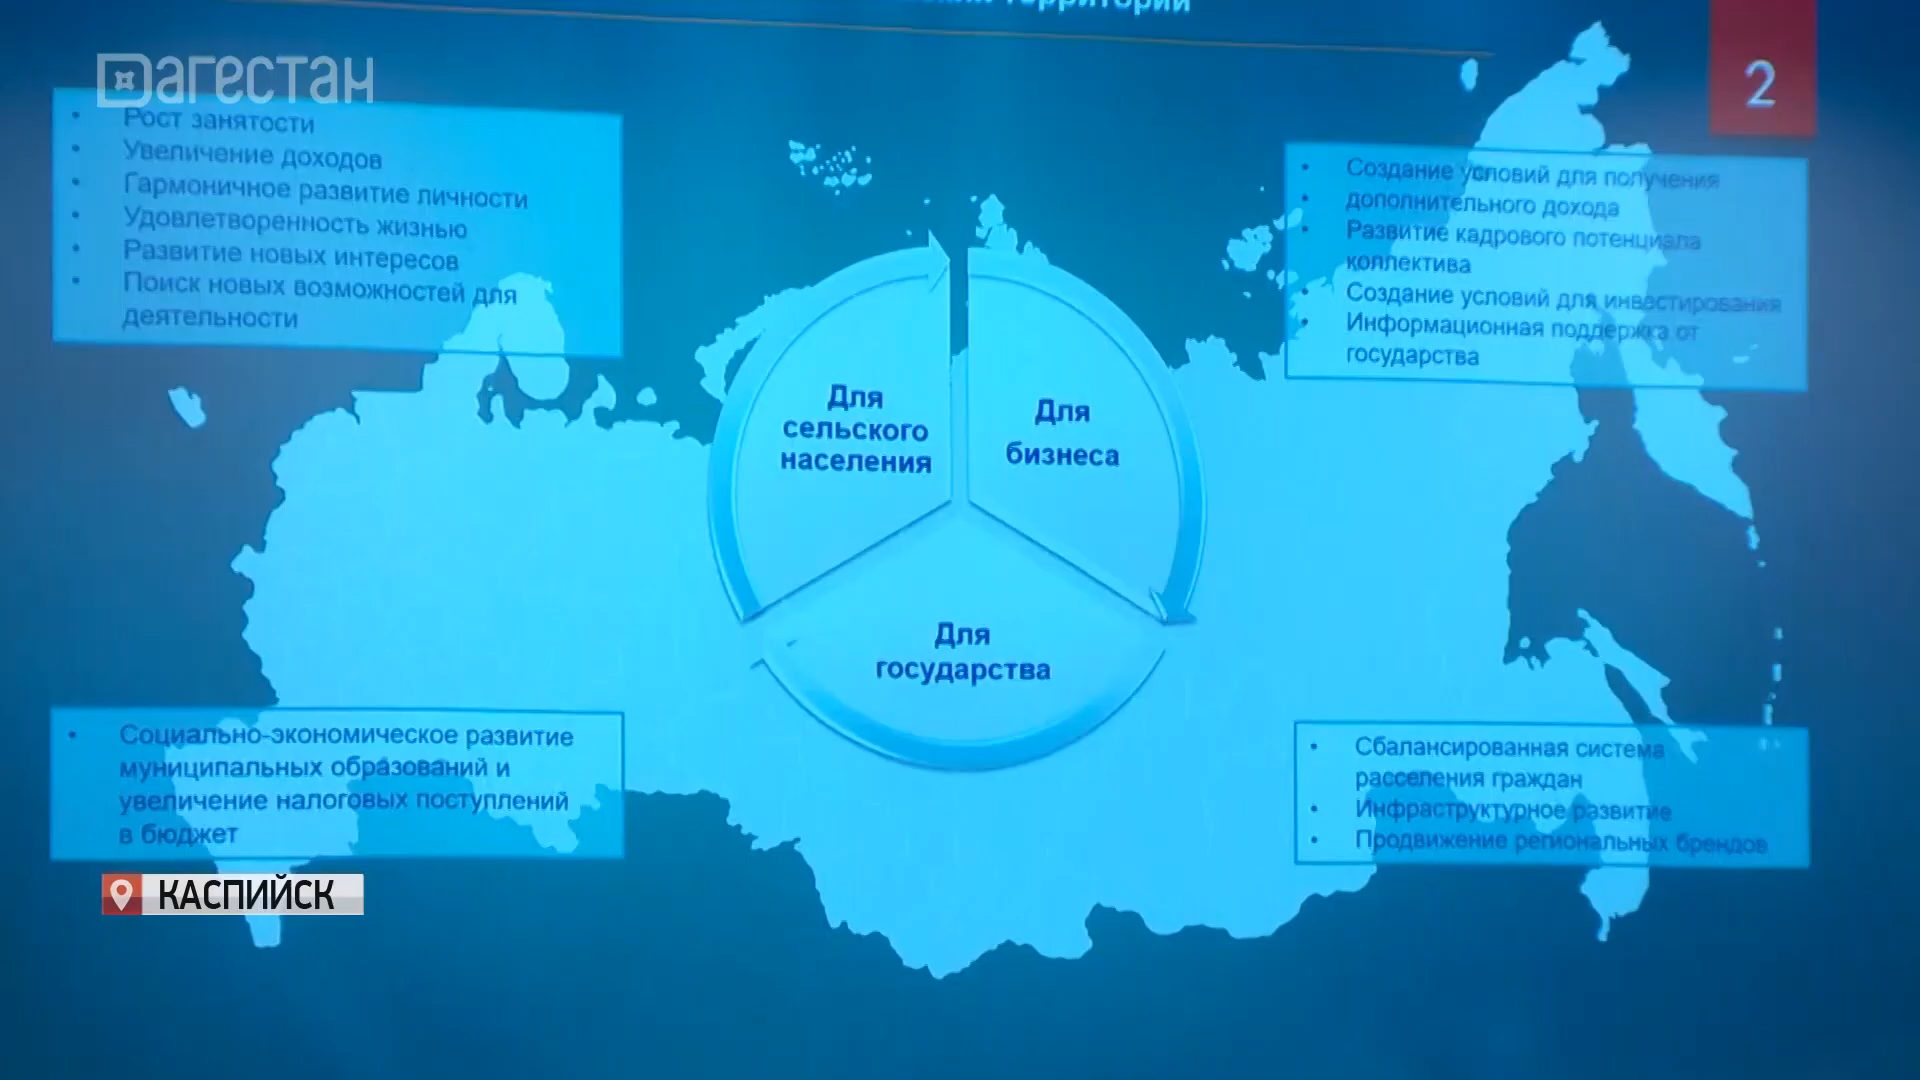 территорий
Дагестан
2
Рост занятости
Увеличение доходов
Гармоничное развитие личности
Удовлетворенность жизнью
Развитие новых интересов
Поиск новых возможностей для
деятельности
Создание условий для получения
дополнительного дохода
Развитие кадрового потенциала
коллектива
Создание условий для инвестирования
Информационная поддержка от
государства
Для
сельского
населения
Для
бизнеса
Для
государства
Социально-экономическое развитие
муниципальных образований и
увеличение налоговых поступлений
в бюджет
Сбалансированная система
расселения граждан
Инфраструктурное развитие
Продвижение региональных брендов
КАСПИЙСК